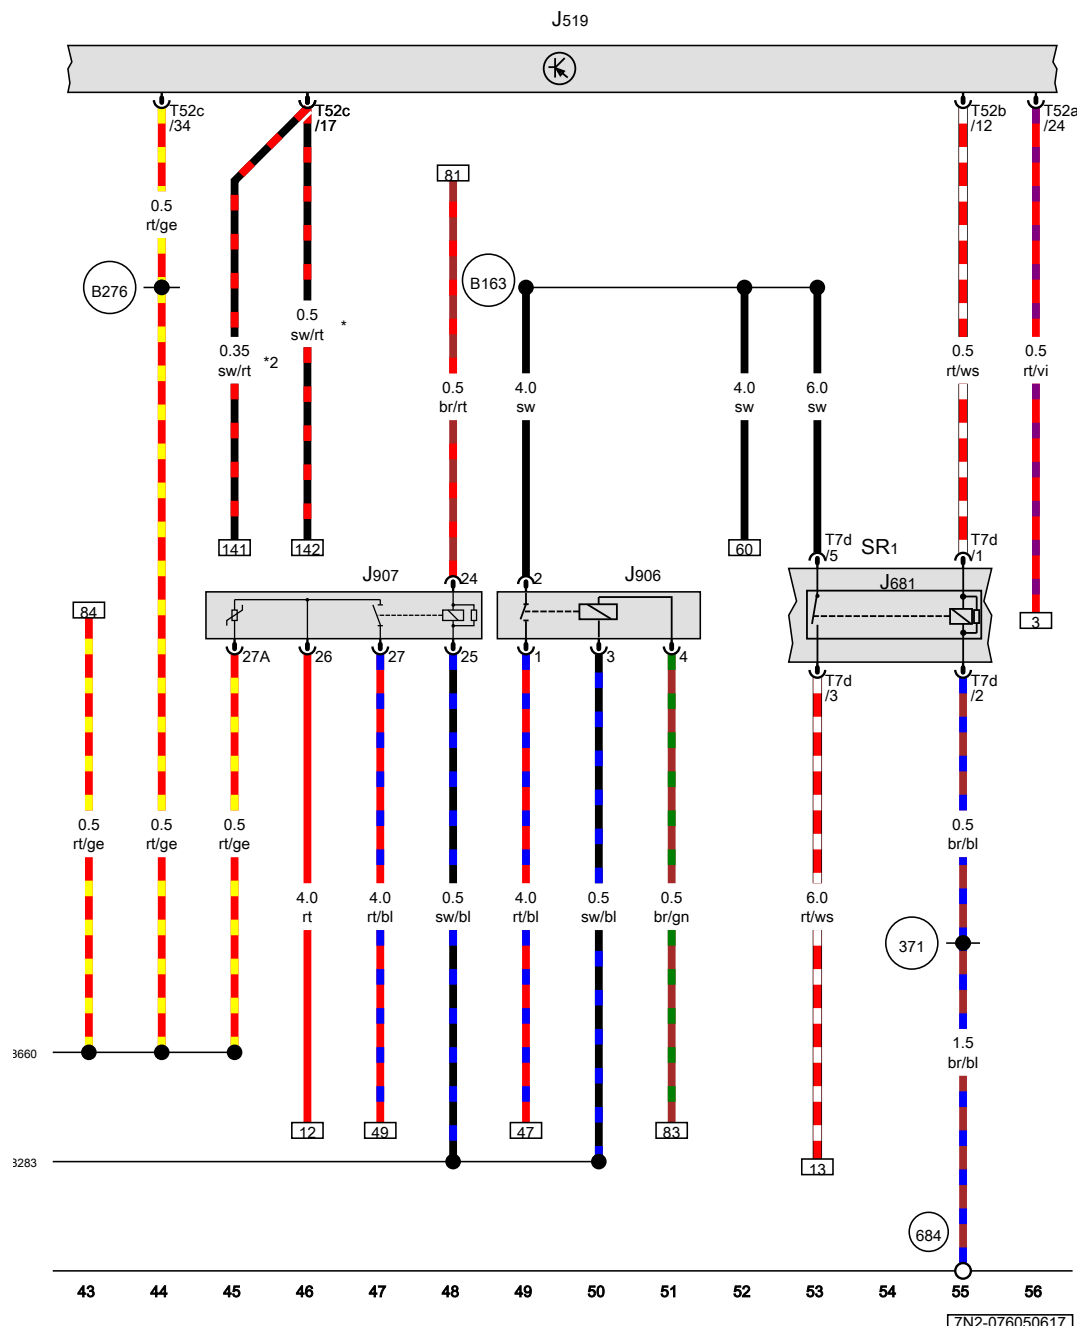 J519
T52c
/34
T52c
/17
T52b
/12
T52a
/24
81
0.5
rt/ge
B276
B163
0.5
sw/rt
*
0.35
sw/rt
*2
0.5
br/rt
4.0
sw
4.0
sw
6.0
sw
0.5
rt/ws
0.5
rt/vi
141
142
60
T7d
/5
SR1
T7d
/1
J907
24
2
J906
J681
84
3
27A
26
27
25
1
3
4
T7d
/3
T7d
/2
0.5
rt/ge
0.5
rt/ge
0.5
rt/ge
0.5
br/bl
4.0
rt
4.0
rt/bl
0.5
sw/bl
4.0
rt/bl
0.5
sw/bl
0.5
br/gn
6.0
rt/ws
371
3660
1.5
br/bl
12
49
47
83
3283
13
684
43 44 45 46 47 48 49 50 51 52 53 54 55 56
7N2-076050617